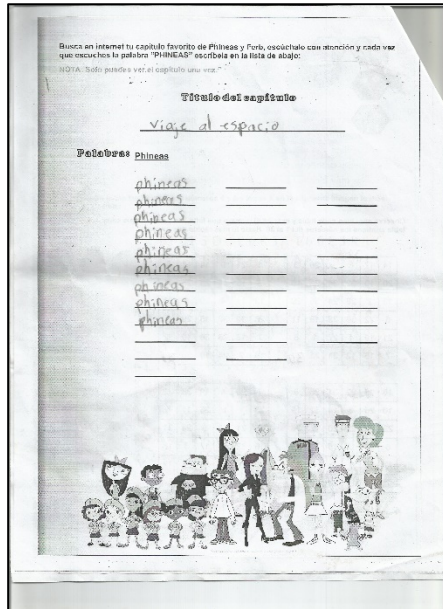 Busca en internet tu capítulo favorito de Phineas y Ferb, escúchalo con atención y cada vez
que escuches la palabra "PHINEAS" escríbela en la lista de abajo:
NOTA: Solo puedes ver el capítulo una vez.
Título del capítulo
viaje al espacio
Palabra: Phineas
phineas
phineas
phineas
phineas
phineas
phineas
phineas
phineas
phineas